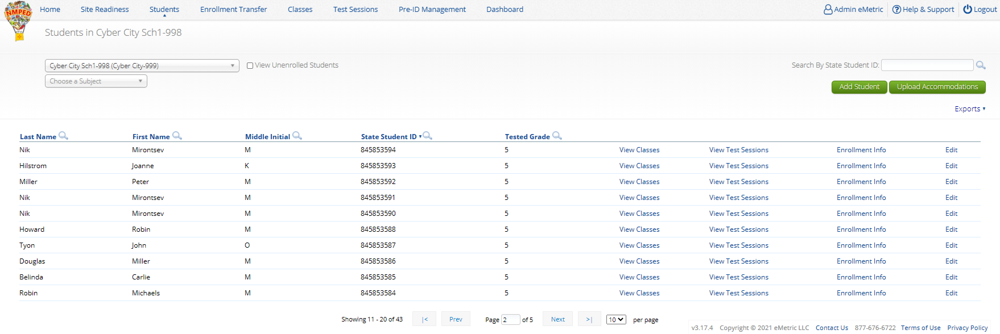 NMPED
Home Site Readiness Students Enrollment Transfer Classes Test Sessions Pre-ID Management Dashboard Admin eMetric Help & Support Logout
Students in Cyber City Sch1-998
Cyber City Sch1-998 (Cyber City-999) View Unenrolled Students Search By State Student ID:
Choose a Subject
Add Student Upload Accommodations
Exports
Last Name First Name Middle Initial State Student ID Tested Grade
Nik Mirontsev M 845853594 5 View Classes View Test Sessions Enrollment Info Edit
Hilstrom Joanne K 845853593 5 View Classes View Test Sessions Enrollment Info Edit
Miller Peter M 845853592 5 View Classes View Test Sessions Enrollment Info Edit
Nik Mirontsev M 845853591 5 View Classes View Test Sessions Enrollment Info Edit
Nik Mirontsev M 845853590 5 View Classes View Test Sessions Enrollment Info Edit
Howard Robin M 845853588 5 View Classes View Test Sessions Enrollment Info Edit
Tyon John O 845853587 5 View Classes View Test Sessions Enrollment Info Edit
Douglas Miller M 845853586 5 View Classes View Test Sessions Enrollment Info Edit
Belinda Carlie M 845853585 5 View Classes View Test Sessions Enrollment Info Edit
Robin Michaels M 845853584 5 View Classes View Test Sessions Enrollment Info Edit
Showing 11 - 20 of 43 |< Prev Page 2 of 5 Next >| 10 per page
v3.17.4 Copyright © 2021 eMetric LLC Contact Us 877-676-6722 Terms of Use Privacy Policy